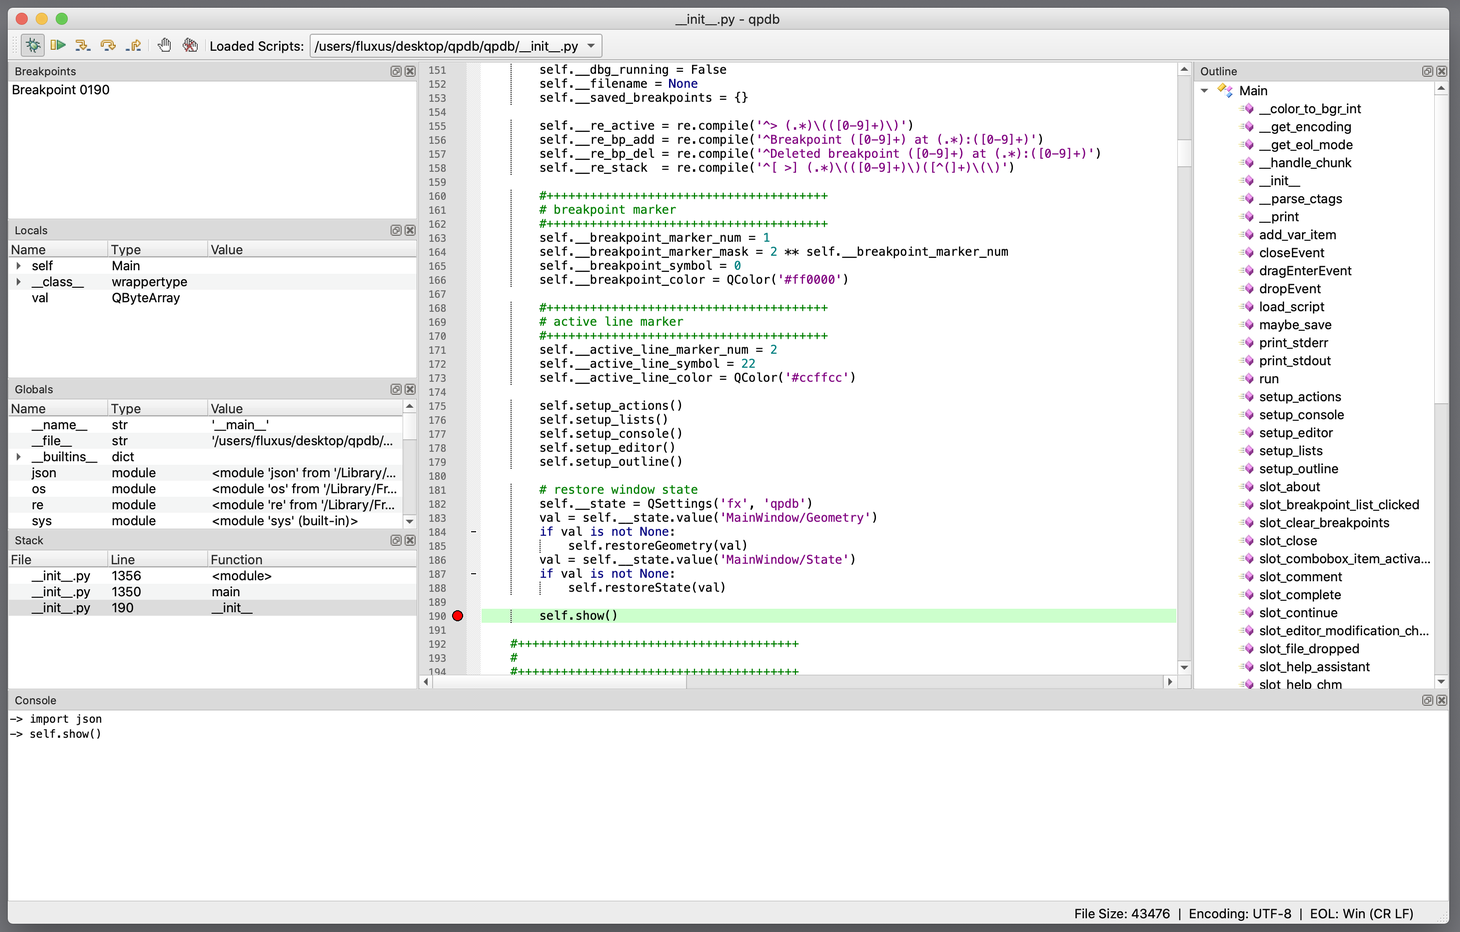 __init__.py - qpdb
Loaded Scripts: /users/fluxus/desktop/qpdb/qpdb/__init__.py
Breakpoints
Breakpoint 0190
Locals
Name Type Value
self Main
__class__ wrappertype
val QByteArray
Globals
Name Type Value
__name__ str '__main__'
__file__ str '/users/fluxus/desktop/qpdb/...
__builtins__ dict
json module <module 'json' from '/Library/...
os module <module 'os' from '/Library/Fr...
re module <module 're' from '/Library/Fr...
sys module <module 'sys' (built-in)>
Stack
File Line Function
__init__.py 1356 <module>
__init__.py 1350 main
__init__.py 190 __init__
151 self.__dbg_running = False
152 self.__filename = None
153 self.__saved_breakpoints = {}
154
155 self.__re_active = re.compile('^> (.*)\(([0-9]+)\)')
156 self.__re_bp_add = re.compile('^Breakpoint ([0-9]+) at (.*):([0-9]+)')
157 self.__re_bp_del = re.compile('^Deleted breakpoint ([0-9]+) at (.*):([0-9]+)')
158 self.__re_stack  = re.compile('^[ >] (.*)\(([0-9]+)\)([^(]+)\(\)')
159
160 #+++++++++++++++++++++++++++++++++++++++
161 # breakpoint marker
162 #+++++++++++++++++++++++++++++++++++++++
163 self.__breakpoint_marker_num = 1
164 self.__breakpoint_marker_mask = 2 ** self.__breakpoint_marker_num
165 self.__breakpoint_symbol = 0
166 self.__breakpoint_color = QColor('#ff0000')
167
168 #+++++++++++++++++++++++++++++++++++++++
169 # active line marker
170 #+++++++++++++++++++++++++++++++++++++++
171 self.__active_line_marker_num = 2
172 self.__active_line_symbol = 22
173 self.__active_line_color = QColor('#ccffcc')
174
175 self.setup_actions()
176 self.setup_lists()
177 self.setup_console()
178 self.setup_editor()
179 self.setup_outline()
180
181 # restore window state
182 self.__state = QSettings('fx', 'qpdb')
183 val = self.__state.value('MainWindow/Geometry')
184 if val is not None:
185 self.restoreGeometry(val)
186 val = self.__state.value('MainWindow/State')
187 if val is not None:
188 self.restoreState(val)
189
190 self.show()
191
192 #+++++++++++++++++++++++++++++++++++++++
193 #
194 #+++++++++++++++++++++++++++++++++++++++
Outline
Main
__color_to_bgr_int
__get_encoding
__get_eol_mode
__handle_chunk
__init__
__parse_ctags
__print
add_var_item
closeEvent
dragEnterEvent
dropEvent
load_script
maybe_save
print_stderr
print_stdout
run
setup_actions
setup_console
setup_editor
setup_lists
setup_outline
slot_about
slot_breakpoint_list_clicked
slot_clear_breakpoints
slot_close
slot_combobox_item_activa...
slot_comment
slot_complete
slot_continue
slot_editor_modification_ch...
slot_file_dropped
slot_help_assistant
slot_help_chm
Console
-> import json
-> self.show()
File Size: 43476 | Encoding: UTF-8 | EOL: Win (CR LF)